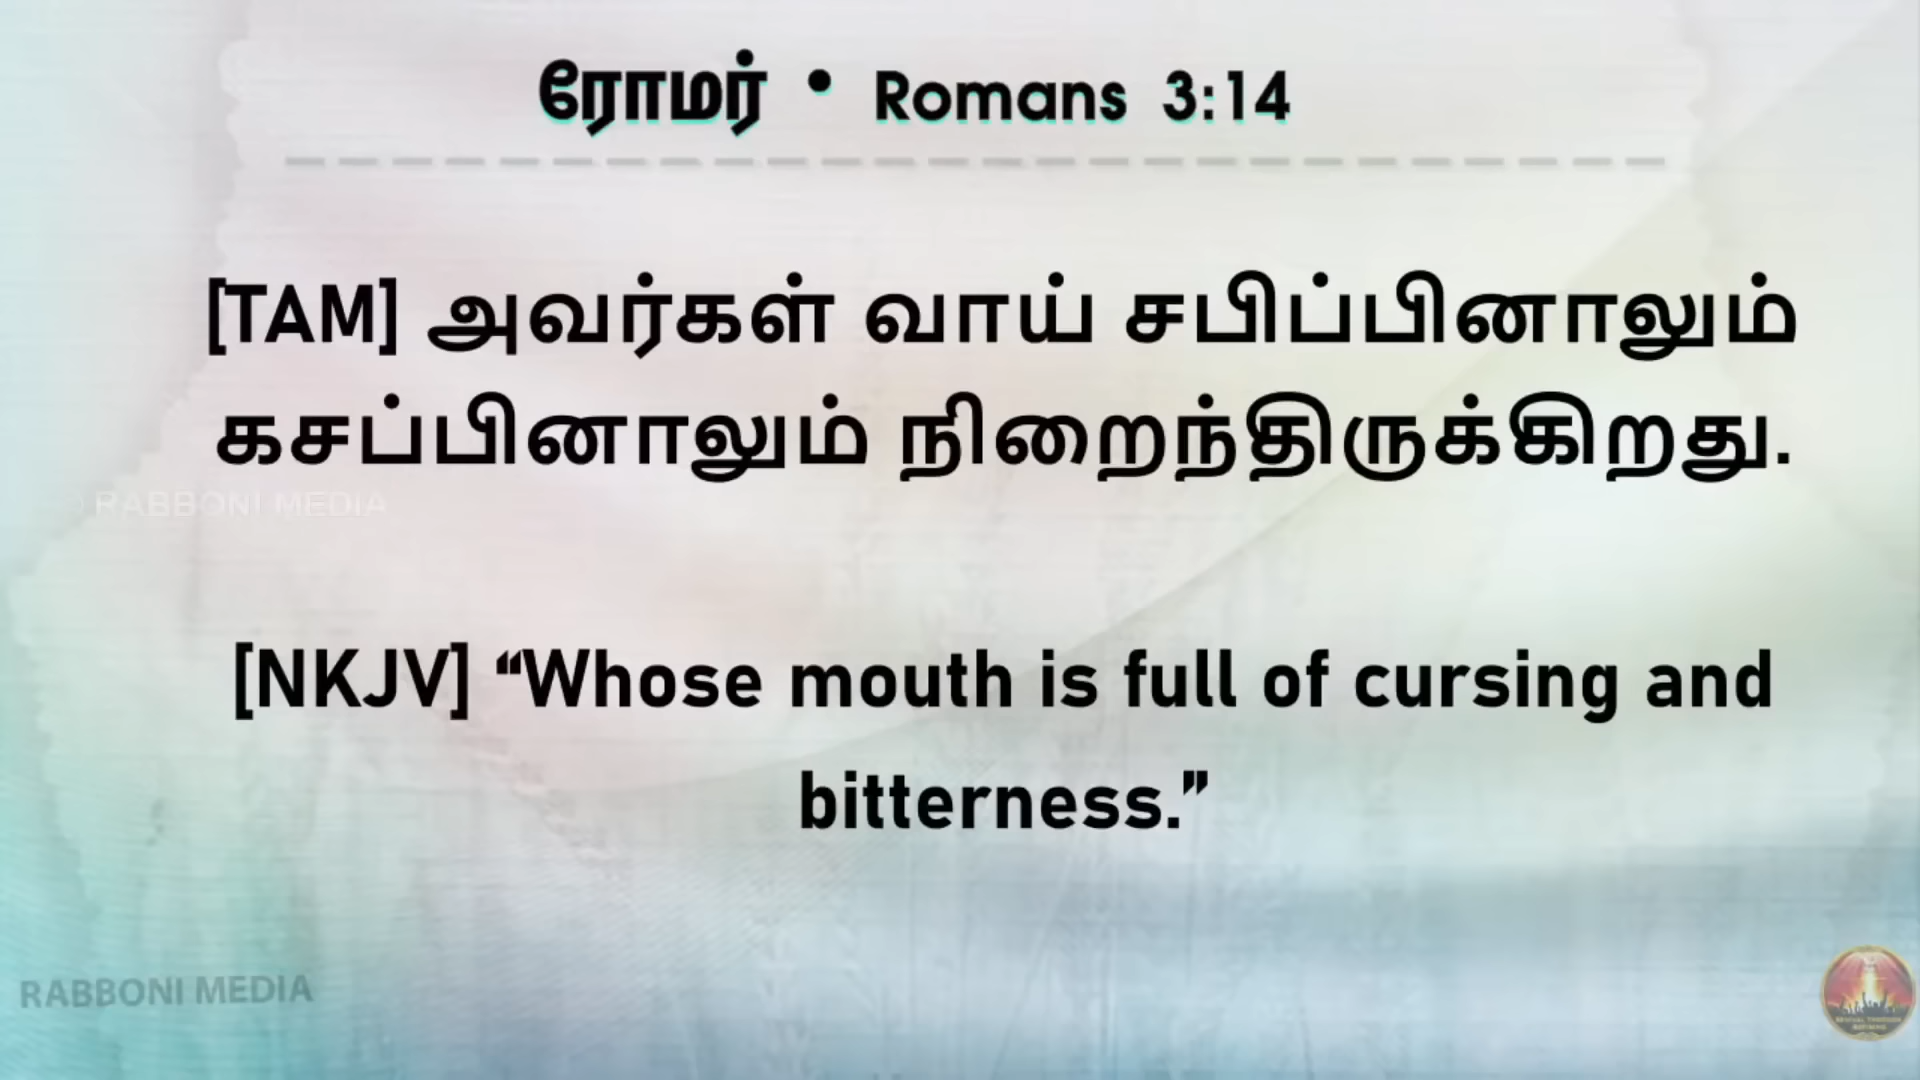 ரோமர் • Romans 3:14
[TAM] அவர்கள் வாய் சபிப்பினாலும்
கசப்பினாலும் நிறைந்திருக்கிறது.
RABBONI MEDIA
[NKJV] “Whose mouth is full of cursing and
bitterness.”
RABBONI MEDIA